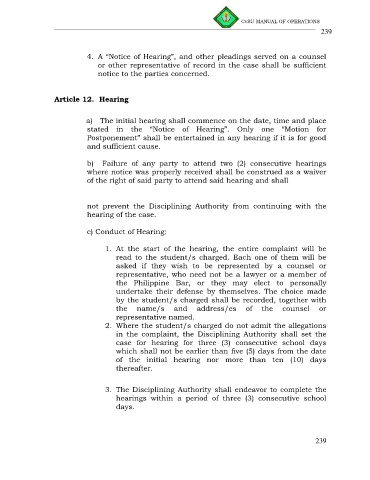 CvSU MANUAL OF OPERATIONS
239
4. A “Notice of Hearing”, and other pleadings served on a counsel
or other representative of record in the case shall be sufficient
notice to the parties concerned.
Article 12. Hearing
a) The initial hearing shall commence on the date, time and place
stated in the “Notice of Hearing”. Only one “Motion for
Postponement” shall be entertained in any hearing if it is for good
and sufficient cause.
b) Failure of any party to attend two (2) consecutive hearings
where notice was properly received shall be construed as a waiver
of the right of said party to attend said hearing and shall
not prevent the Disciplining Authority from continuing with the
hearing of the case.
c) Conduct of Hearing:
1. At the start of the hearing, the entire complaint will be
read to the student/s charged. Each one of them will be
asked if they wish to be represented by a counsel or
representative, who need not be a lawyer or a member of
the Philippine Bar, or they may elect to personally
undertake their defense by themselves. The choice made
by the student/s charged shall be recorded, together with
the name/s and address/es of the counsel or
representative named.
2. Where the student/s charged do not admit the allegations
in the complaint, the Disciplining Authority shall set the
case for hearing for three (3) consecutive school days
which shall not be earlier than five (5) days from the date
of the initial hearing nor more than ten (10) days
thereafter.
3. The Disciplining Authority shall endeavor to complete the
hearings within a period of three (3) consecutive school
days.
239